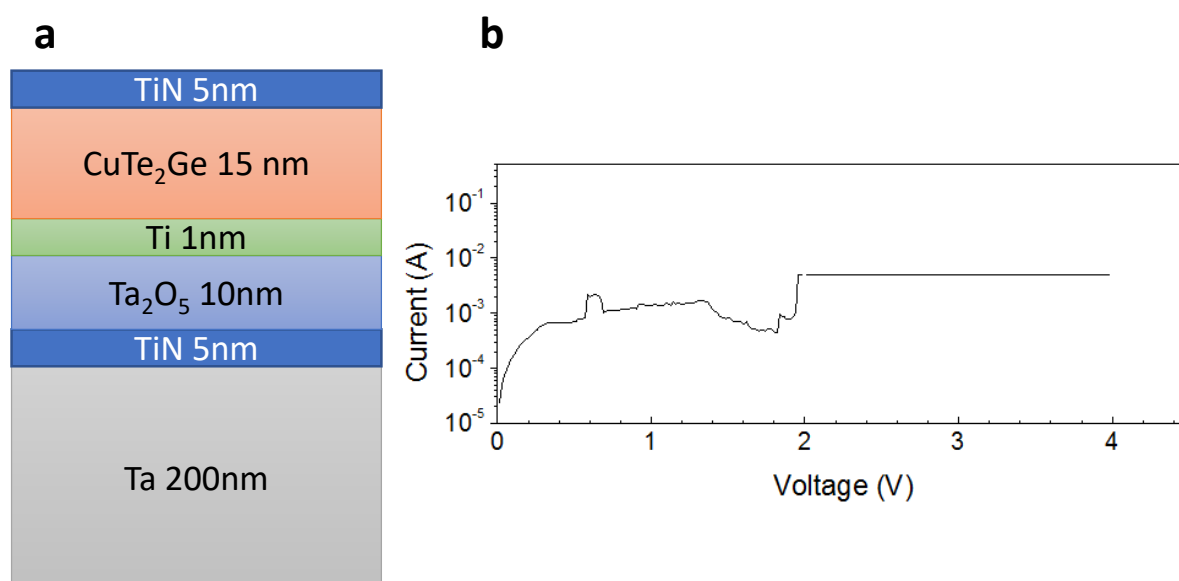 a
TiN 5nm
CuTe₂Ge 15 nm
Ti 1nm
Ta₂O₅ 10nm
TiN 5nm
Ta 200nm
b
Current (A)
10⁻¹
10⁻²
10⁻³
10⁻⁴
10⁻⁵
0 1 2 3 4
Voltage (V)